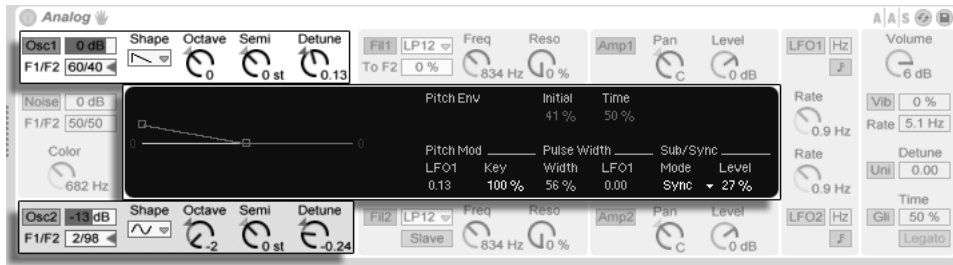 Analog
A|A|S
Osc1 0 dB Shape Octave Semi Detune Fil1 LP12 Freq Reso Amp1 Pan Level LFO1 Hz Volume
F1/F2 60/40 0 0 st 0.13 To F2 0 % 834 Hz 0 % C 0 dB -6 dB
Noise 0 dB Pitch Env Initial Time Rate Vib 0 %
F1/F2 50/50 41 % 50 % 0.9 Hz Rate 5.1 Hz
Color 0 0 Pitch Mod Pulse Width Sub/Sync Rate Detune
LFO1 Key Width LFO1 Mode Level Uni 0.00
682 Hz 0.13 100 % 56 % 0.00 Sync 27 % 0.9 Hz
Osc2 -13 dB Shape Octave Semi Detune Fil2 LP12 Freq Reso Amp2 Pan Level LFO2 Hz Time
Gli 50 %
F1/F2 2/98 -2 0 st -0.24 Slave 834 Hz 0 % C 0 dB Legato